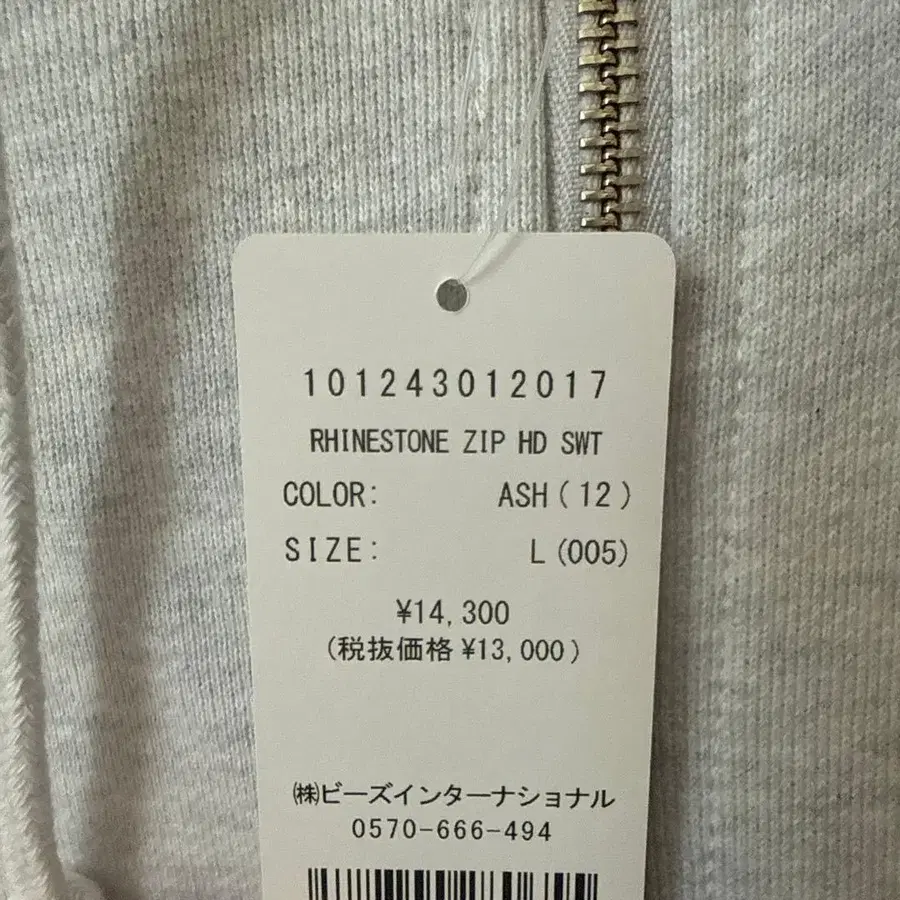 101243012017
RHINESTONE ZIP HD SWT
COLOR: ASH(12)
SIZE: L(005)
¥14,300
(税抜価格¥13,000)
㈱ビーズインターナショナル
0570-666-494